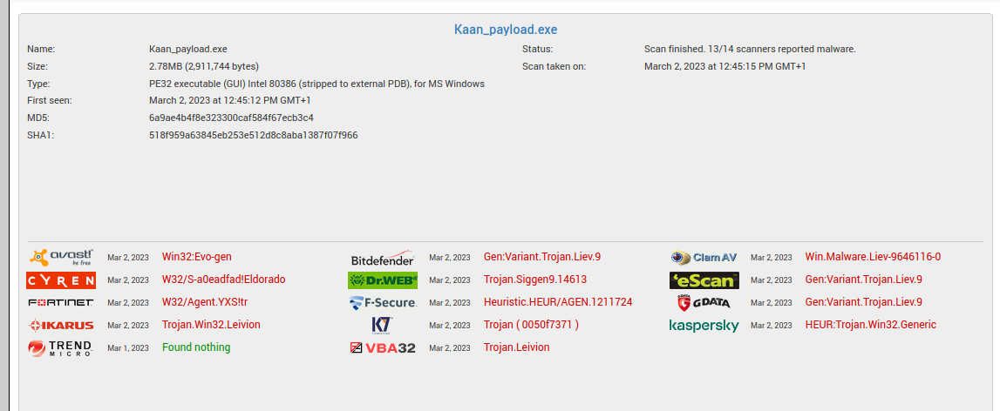 Kaan_payload.exe
Name: Kaan_payload.exe Status: Scan finished. 13/14 scanners reported malware.
Size: 2.78MB (2,911,744 bytes) Scan taken on: March 2, 2023 at 12:45:15 PM GMT+1
Type: PE32 executable (GUI) Intel 80386 (stripped to external PDB), for MS Windows
First seen: March 2, 2023 at 12:45:12 PM GMT+1
MD5: 6a9ae4b4f8e323300caf584f67ecb3c4
SHA1: 518f959a63845eb253e512d8c8aba1387f07f966
avast! be free Mar 2, 2023 Win32:Evo-gen Bitdefender Mar 2, 2023 Gen:Variant.Trojan.Liev.9 Clam AV Mar 2, 2023 Win.Malware.Liev-9646116-0
CYREN Mar 2, 2023 W32/S-a0eadfad!Eldorado Dr.WEB Mar 2, 2023 Trojan.Siggen9.14613 eScan Mar 2, 2023 Gen:Variant.Trojan.Liev.9
FORTINET Mar 2, 2023 W32/Agent.YXS!tr F-Secure. Mar 2, 2023 Heuristic.HEUR/AGEN.1211724 G DATA Mar 2, 2023 Gen:Variant.Trojan.Liev.9
IKARUS Mar 2, 2023 Trojan.Win32.Leivion K7 Mar 2, 2023 Trojan ( 0050f7371 ) kaspersky Mar 2, 2023 HEUR:Trojan.Win32.Generic
TREND MICRO Mar 1, 2023 Found nothing VBA32 Mar 2, 2023 Trojan.Leivion